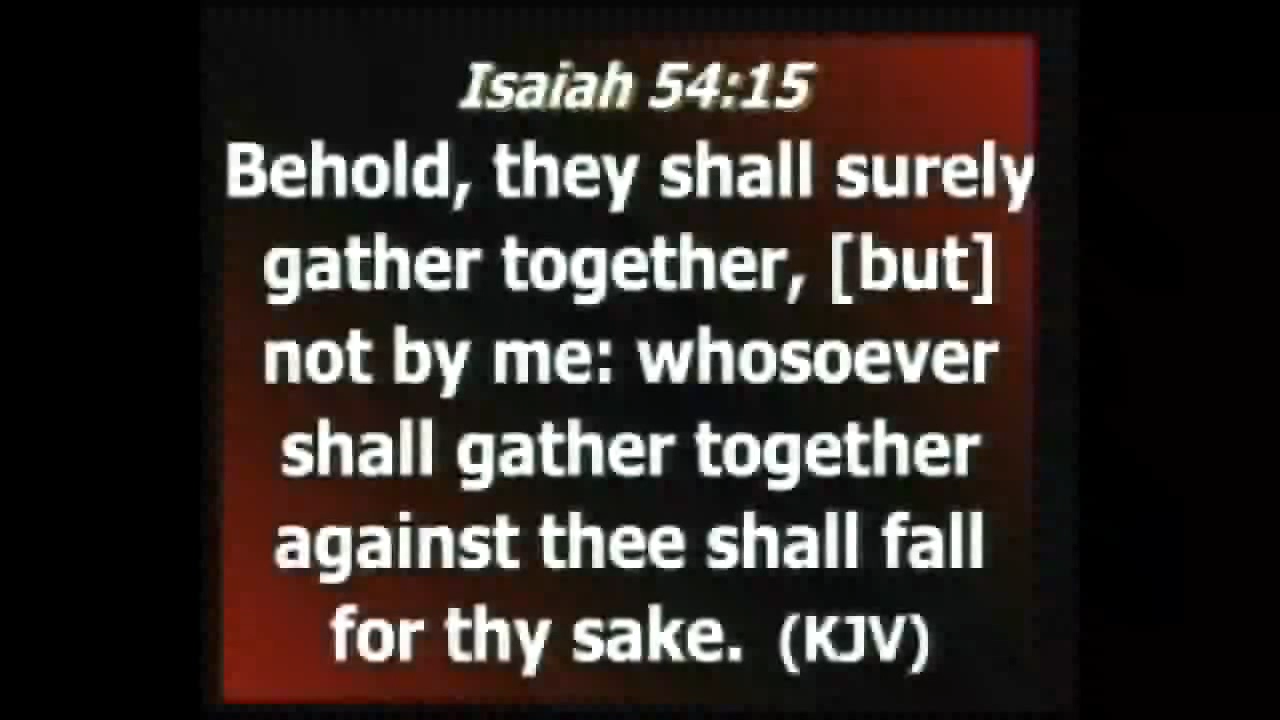 Isaiah 54:15
Behold, they shall surely
gather together, [but]
not by me: whosoever
shall gather together
against thee shall fall
for thy sake. (KJV)